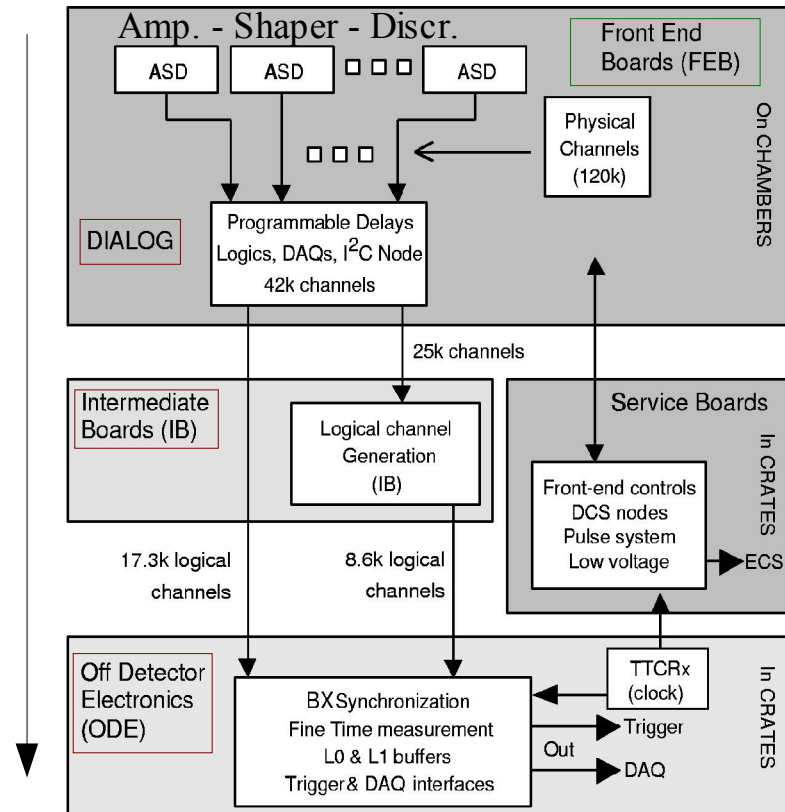 Amp. - Shaper - Discr.
Front End
Boards (FEB)
ASD
ASD
ASD
Physical
Channels
(120k)
On CHAMBERS
DIALOG
Programmable Delays
Logics, DAQs, I²C Node
42k channels
25k channels
Intermediate
Boards (IB)
Logical channel
Generation
(IB)
Service Boards
In CRATES
Front-end controls
DCS nodes
Pulse system
Low voltage
ECS
17.3k logical
channels
8.6k logical
channels
Off Detector
Electronics
(ODE)
BX Synchronization
Fine Time measurement
L0 & L1 buffers
Trigger & DAQ interfaces
TTCRx
(clock)
Trigger
Out
DAQ
In CRATES